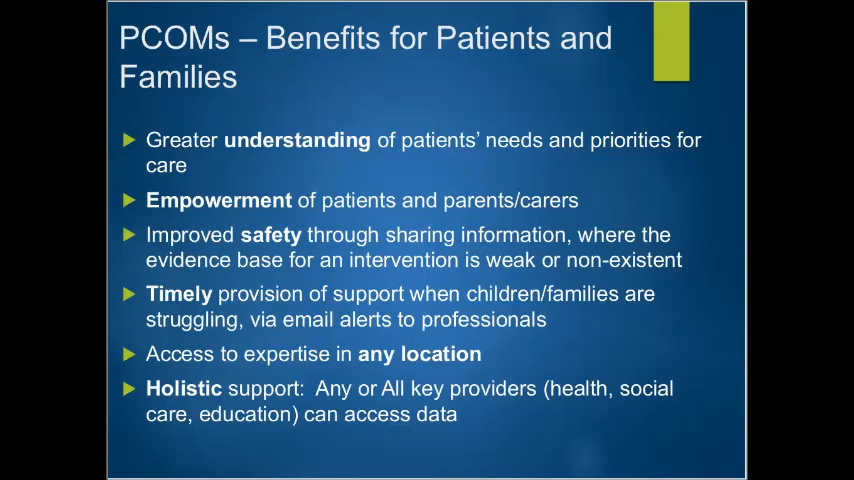 PCOMs – Benefits for Patients and
Families
Greater understanding of patients’ needs and priorities for
care
Empowerment of patients and parents/carers
Improved safety through sharing information, where the
evidence base for an intervention is weak or non-existent
Timely provision of support when children/families are
struggling, via email alerts to professionals
Access to expertise in any location
Holistic support:  Any or All key providers (health, social
care, education) can access data